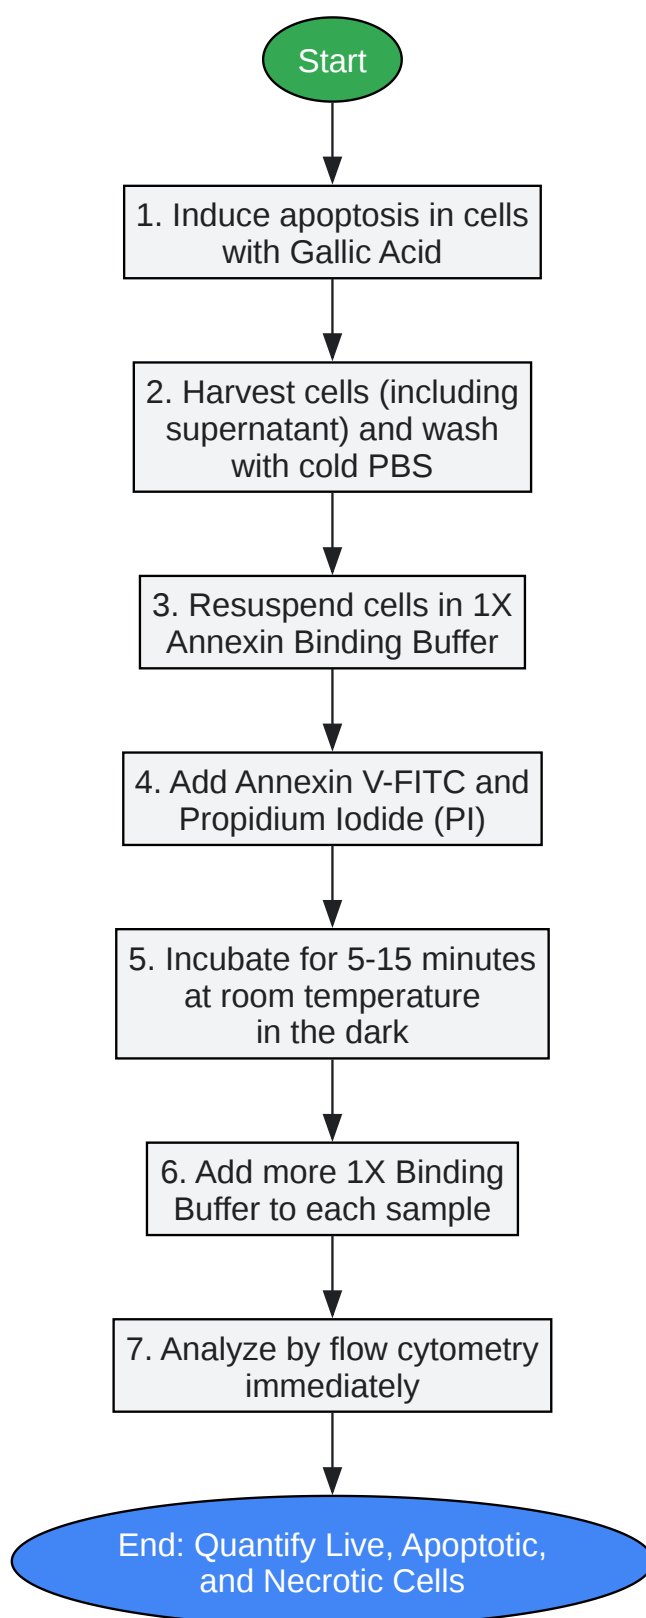 Start
1. Induce apoptosis in cells
with Gallic Acid
2. Harvest cells (including
supernatant) and wash
with cold PBS
3. Resuspend cells in 1X
Annexin Binding Buffer
4. Add Annexin V-FITC and
Propidium Iodide (PI)
5. Incubate for 5-15 minutes
at room temperature
in the dark
6. Add more 1X Binding
Buffer to each sample
7. Analyze by flow cytometry
immediately
End: Quantify Live, Apoptotic,
and Necrotic Cells